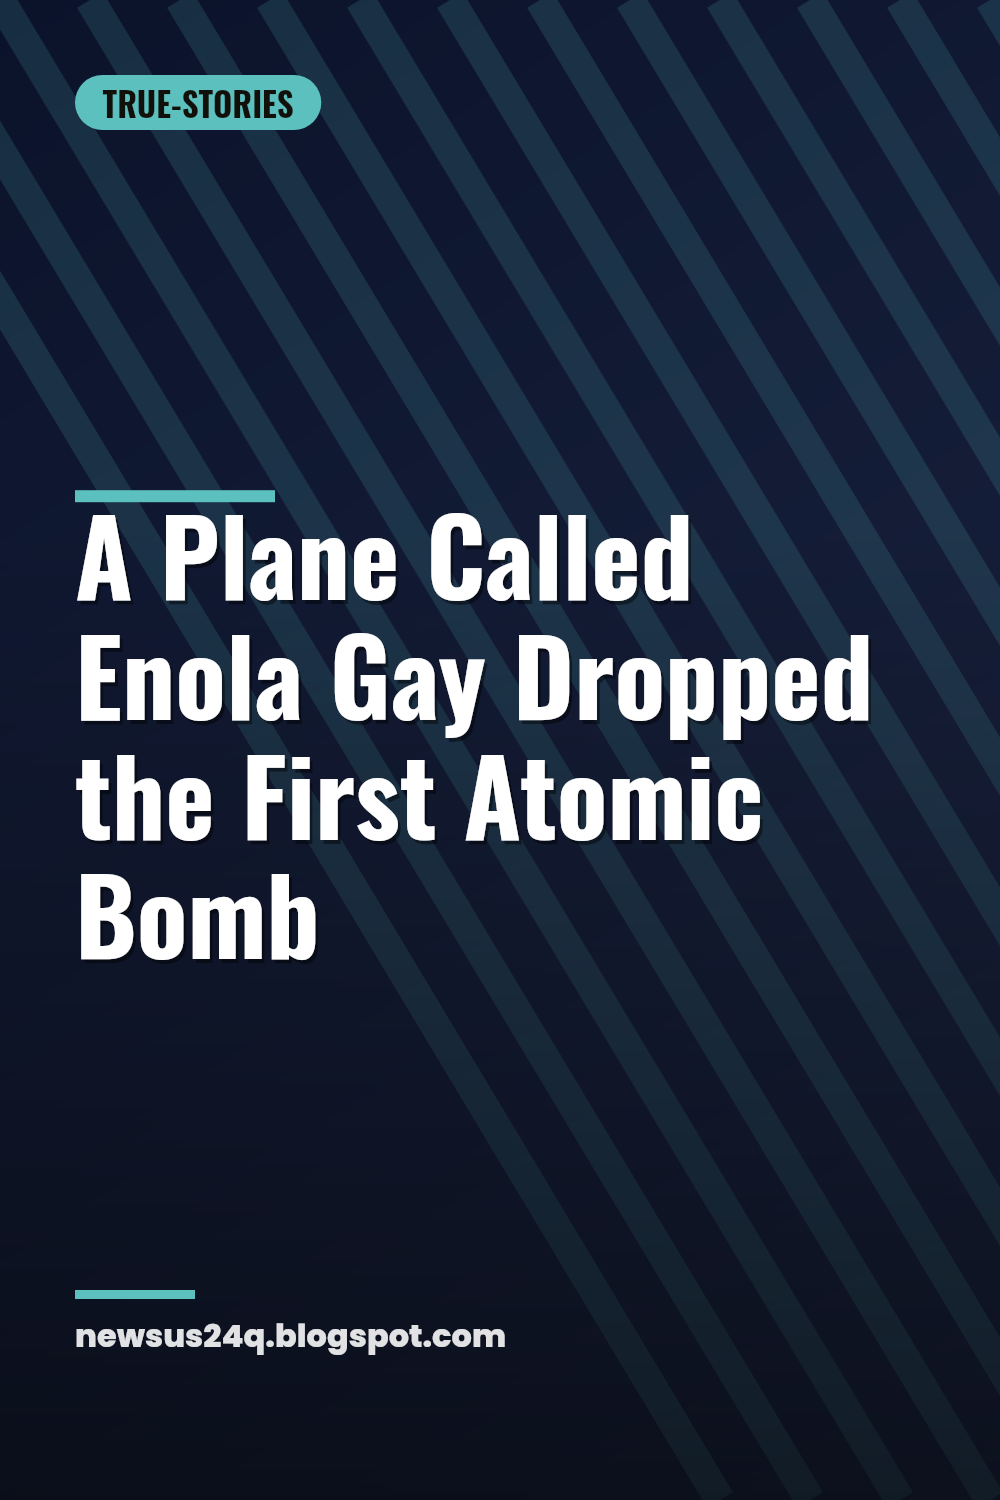 TRUE-STORIES
A Plane Called
Enola Gay Dropped
the First Atomic
Bomb
newsus24q.blogspot.com